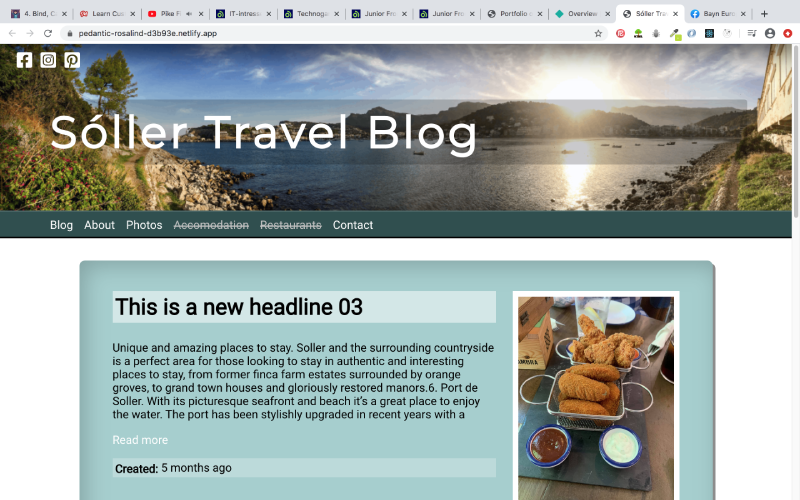 4. Bind, C
Learn Cu
Pike F
IT-intress
Technoga
Junior Fro
Junior Fro
Portfolio
Overview
Sóller Trav
Bayn Euro
pedantic-rosalind-d3b93e.netlify.app
Sóller Travel Blog
Blog About Photos Accomodation Restaurants Contact
This is a new headline 03
Unique and amazing places to stay. Soller and the surrounding countryside
is a perfect area for those looking to stay in authentic and interesting
places to stay, from former finca farm estates surrounded by orange
groves, to grand town houses and gloriously restored manors.6. Port de
Soller. With its picturesque seafront and beach it's a great place to enjoy
the water. The port has been stylishly upgraded in recent years with a
Read more
Created: 5 months ago